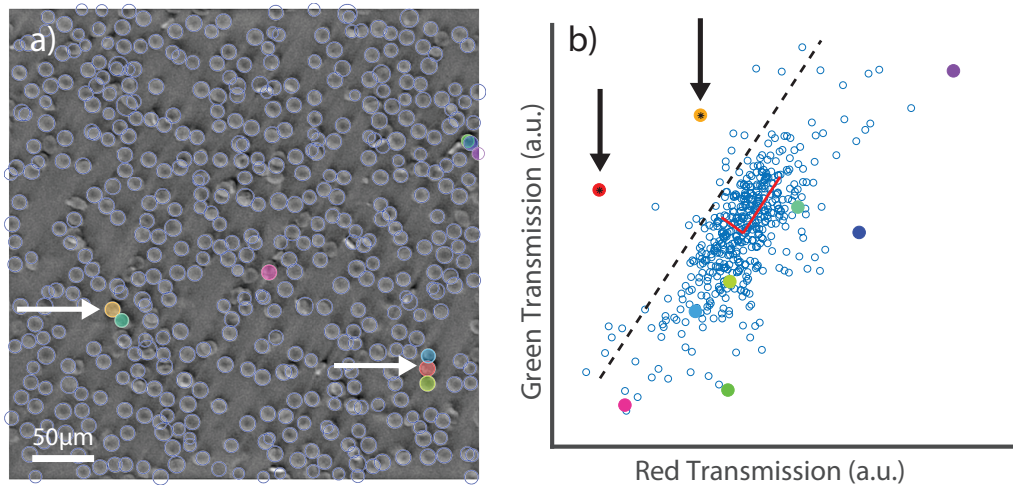 a)
50µm
b)
Green Transmission (a.u.)
Red Transmission (a.u.)